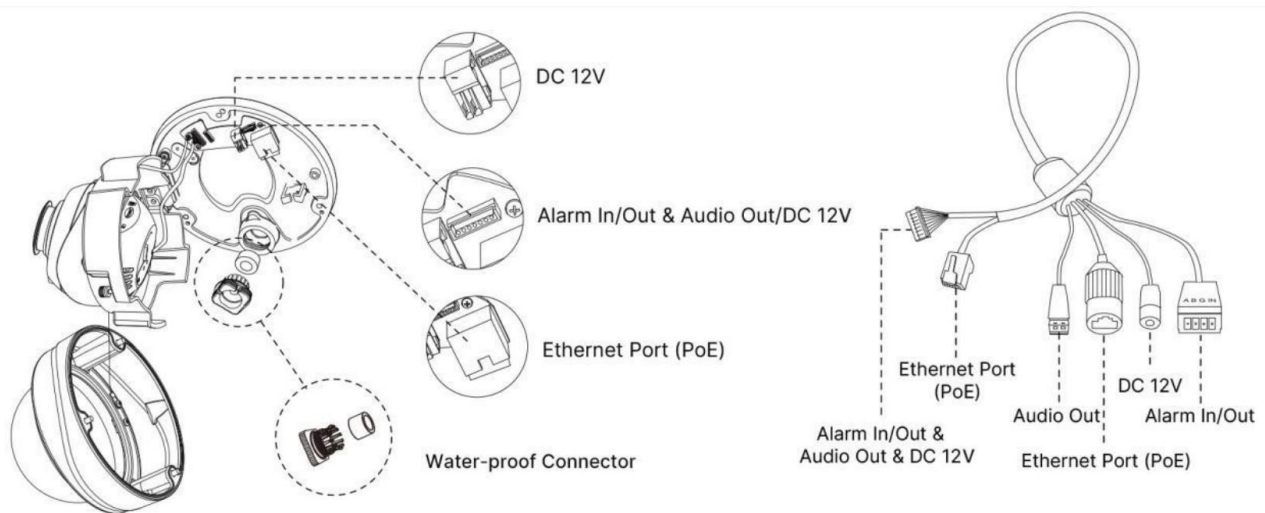 DC 12V
Alarm In/Out & Audio Out/DC 12V
Ethernet Port (PoE)
Water-proof Connector
A B G IN
Ethernet Port
(PoE)
DC 12V
Audio Out
Alarm In/Out
Alarm In/Out &
Audio Out & DC 12V
Ethernet Port (PoE)